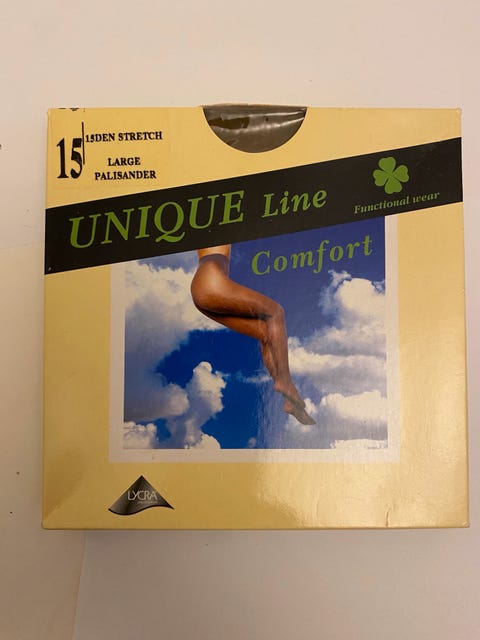 15
15DEN STRETCH
LARGE
PALISANDER
UNIQUE Line
Functional wear
Comfort
LYCRA